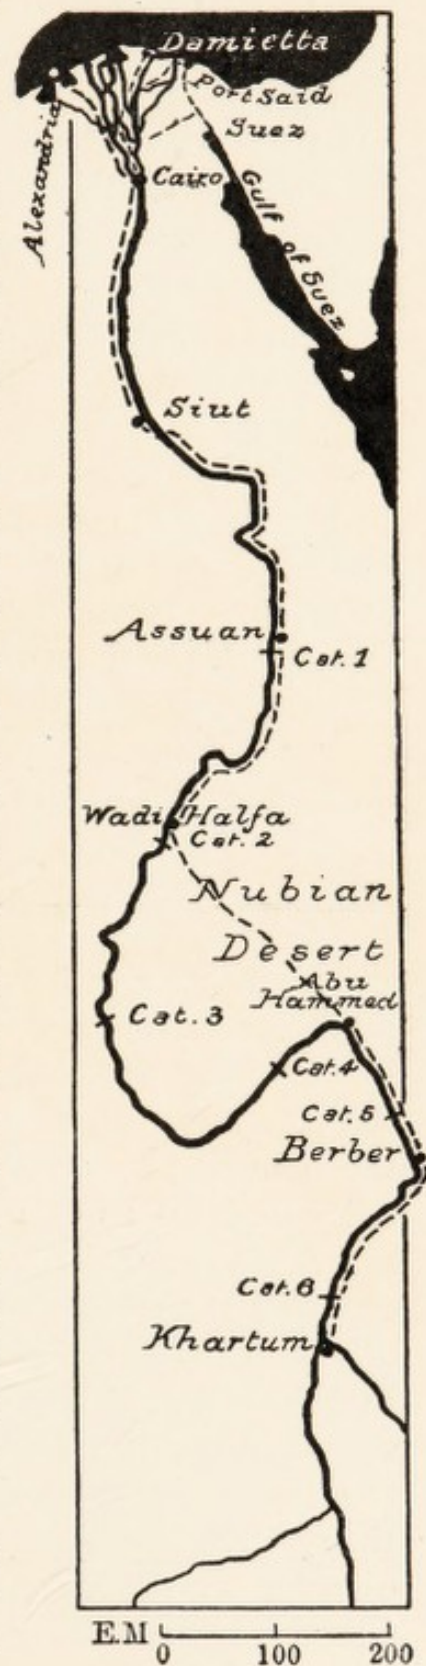 Damietta
Port Said
Suez
Alexandria
Cairo
Gulf of Suez
Siut
Assuan
Cat. 1
Wadi Halfa
Cat. 2
Nubian
Desert
Abu
Hammed
Cat. 3
Cat. 4
Cat. 5
Berber
Cat. 6
Khartum
E.M
0 100 200